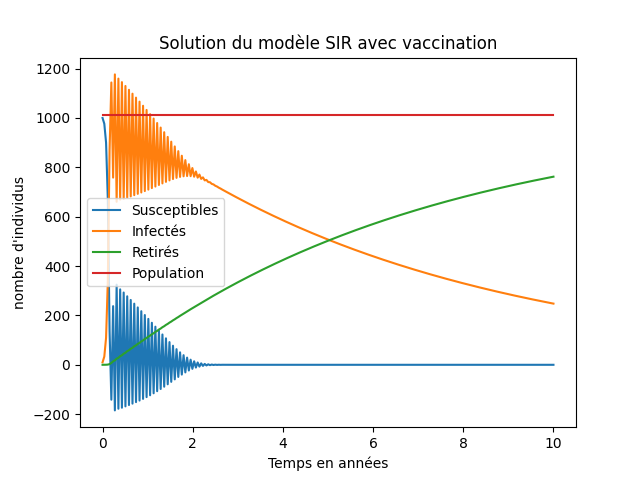 Solution du modèle SIR avec vaccination
1200
1000
800
600
400
200
0
−200
nombre d'individus
Susceptibles
Infectés
Retirés
Population
0 2 4 6 8 10
Temps en années